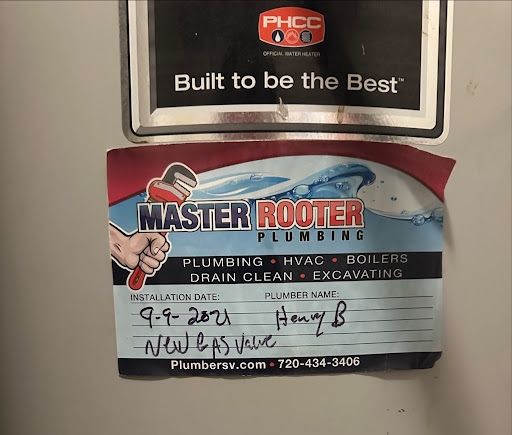 PHCC
OFFICIAL WATER HEATER
Built to be the Best™
MASTER ROOTER
PLUMBING
PLUMBING • HVAC • BOILERS
DRAIN CLEAN • EXCAVATING
INSTALLATION DATE: PLUMBER NAME:
9-9-2021 Henry B
New GAS Valve
Plumbersv.com • 720-434-3406